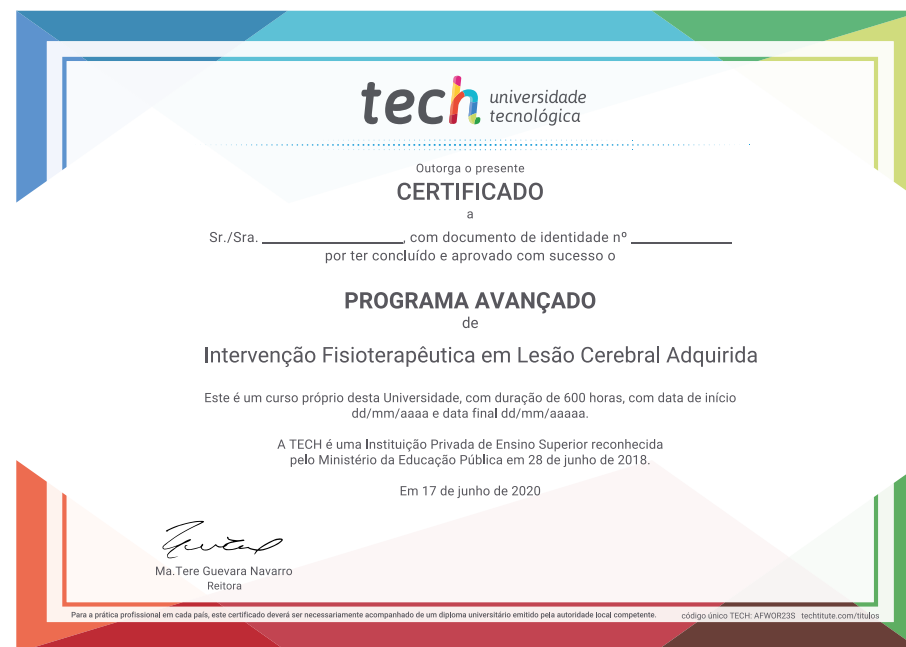 tech universidade
tecnológica
Outorga o presente
CERTIFICADO
a
Sr./Sra. ____________, com documento de identidade nº ____________
por ter concluído e aprovado com sucesso o
PROGRAMA AVANÇADO
de
Intervenção Fisioterapêutica em Lesão Cerebral Adquirida
Este é um curso próprio desta Universidade, com duração de 600 horas, com data de início
dd/mm/aaaa e data final dd/mm/aaaaa.
A TECH é uma Instituição Privada de Ensino Superior reconhecida
pelo Ministério da Educação Pública em 28 de junho de 2018.
Em 17 de junho de 2020
Ma.Tere Guevara Navarro
Reitora
Para a prática profissional em cada país, este certificado deverá ser necessariamente acompanhado de um diploma universitário emitido pela autoridade local competente. código único TECH: AFWOR23S techtitute.com/titulos